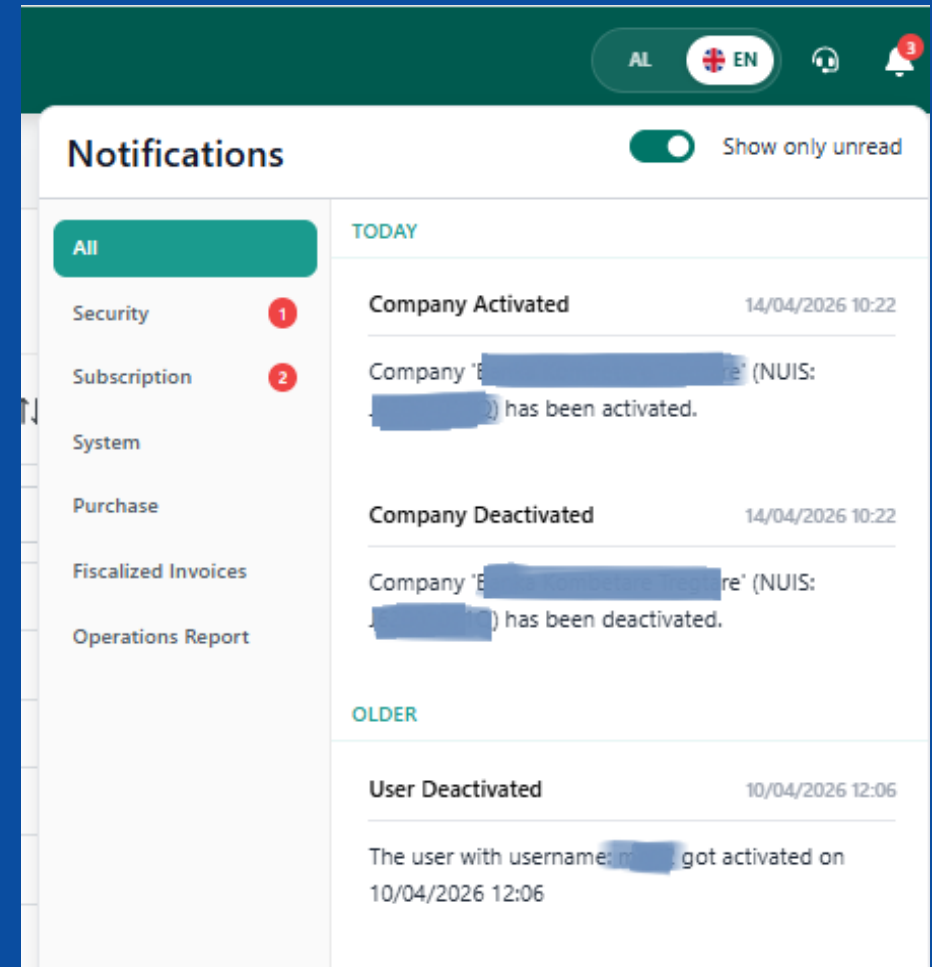 AL EN
3
Notifications
Show only unread
All
Security 1
Subscription 2
System
Purchase
Fiscalized Invoices
Operations Report
TODAY
Company Activated 14/04/2026 10:22
Company (NUIS:
has been activated.
Company Deactivated 14/04/2026 10:22
Company (NUIS:
has been deactivated.
OLDER
User Deactivated 10/04/2026 12:06
The user with username: got activated on
10/04/2026 12:06